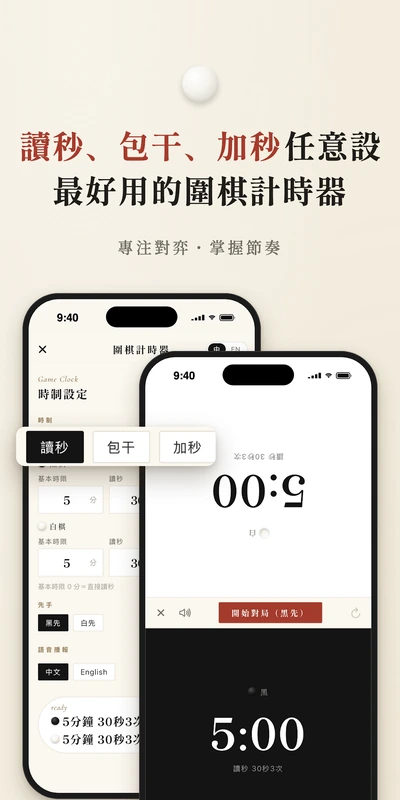 讀秒、包干、加秒任意設
最好用的圍棋計時器
專注對弈・掌握節奏
9:40
✕ 圍棋計時器 中 EN
Game Clock
時制設定
時制
讀秒 包干 加秒
基本時限 讀秒
5 分 30
白棋
基本時限 讀秒
5 分 30
基本時限 0 分=直接讀秒
先手
黑先 白先
語音播報
中文 English
ready
5分鐘 30秒3次
5分鐘 30秒3次
9:40
讀秒 30秒3次
5:00
白
✕ 開始對局（黑先）
黑
5:00
讀秒 30秒3次